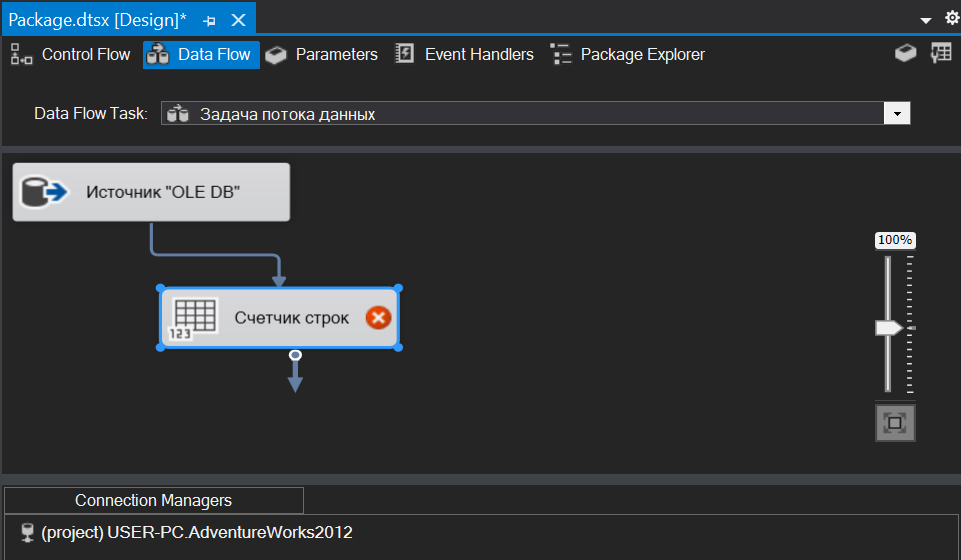 Package.dtsx [Design]*
Control Flow Data Flow Parameters Event Handlers Package Explorer
Data Flow Task: Задача потока данных
Источник "OLE DB"
100%
Счетчик строк
123
Connection Managers
(project) USER-PC.AdventureWorks2012